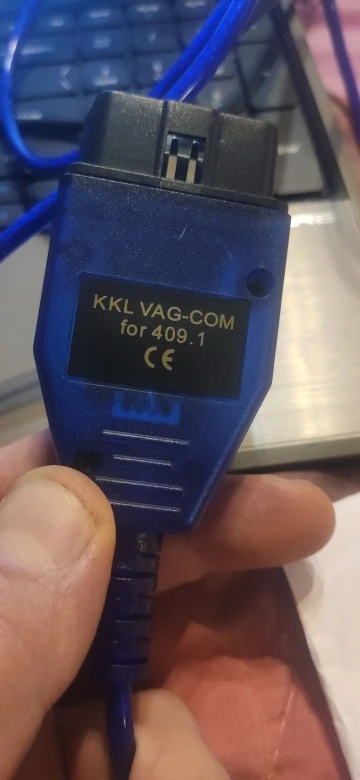 KKL VAG-COM
for 409.1
CE